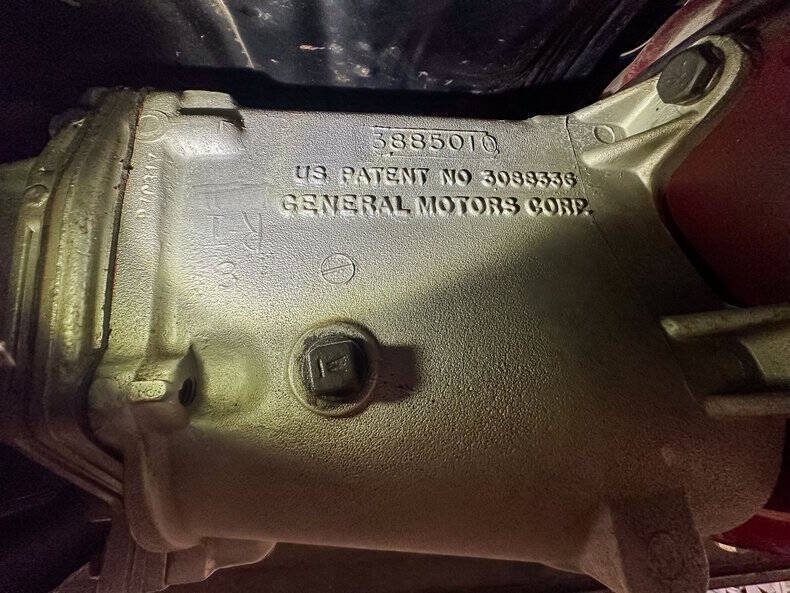 3885010
US PATENT NO 3088336
GENERAL MOTORS CORP.
R